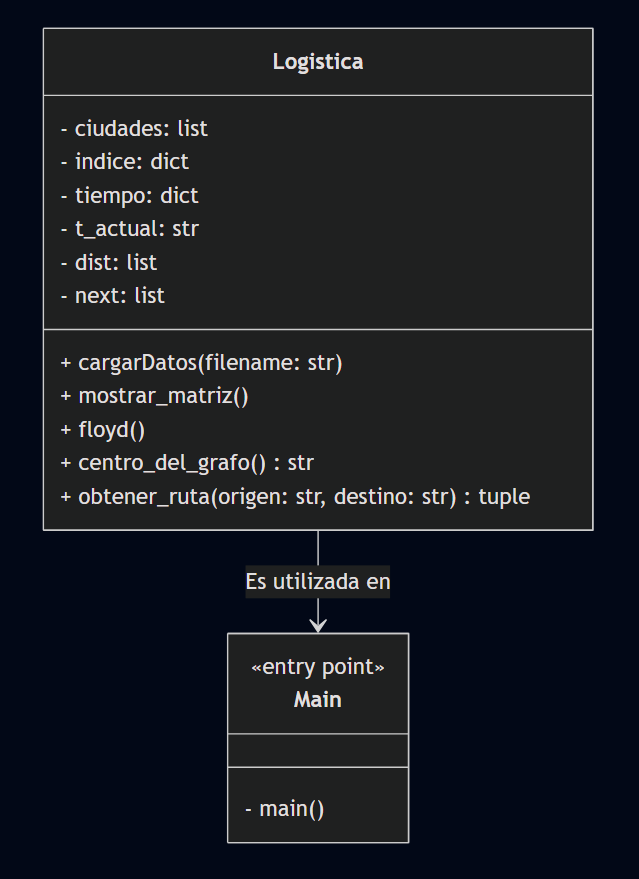 Logistica
- ciudades: list
- indice: dict
- tiempo: dict
- t_actual: str
- dist: list
- next: list
+ cargarDatos(filename: str)
+ mostrar_matriz()
+ floyd()
+ centro_del_grafo() : str
+ obtener_ruta(origen: str, destino: str) : tuple
Es utilizada en
«entry point»
Main
- main()